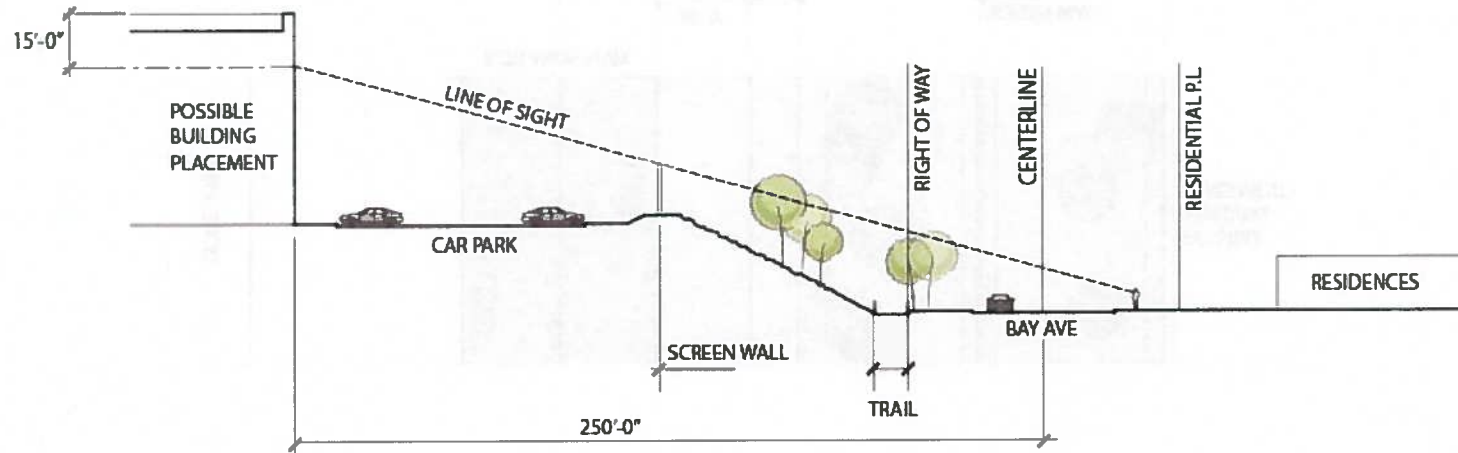 15'-0"
POSSIBLE
BUILDING
PLACEMENT
LINE OF SIGHT
RIGHT OF WAY
CENTERLINE
RESIDENTIAL P.L.
CAR PARK
RESIDENCES
BAY AVE
SCREEN WALL
TRAIL
250'-0"